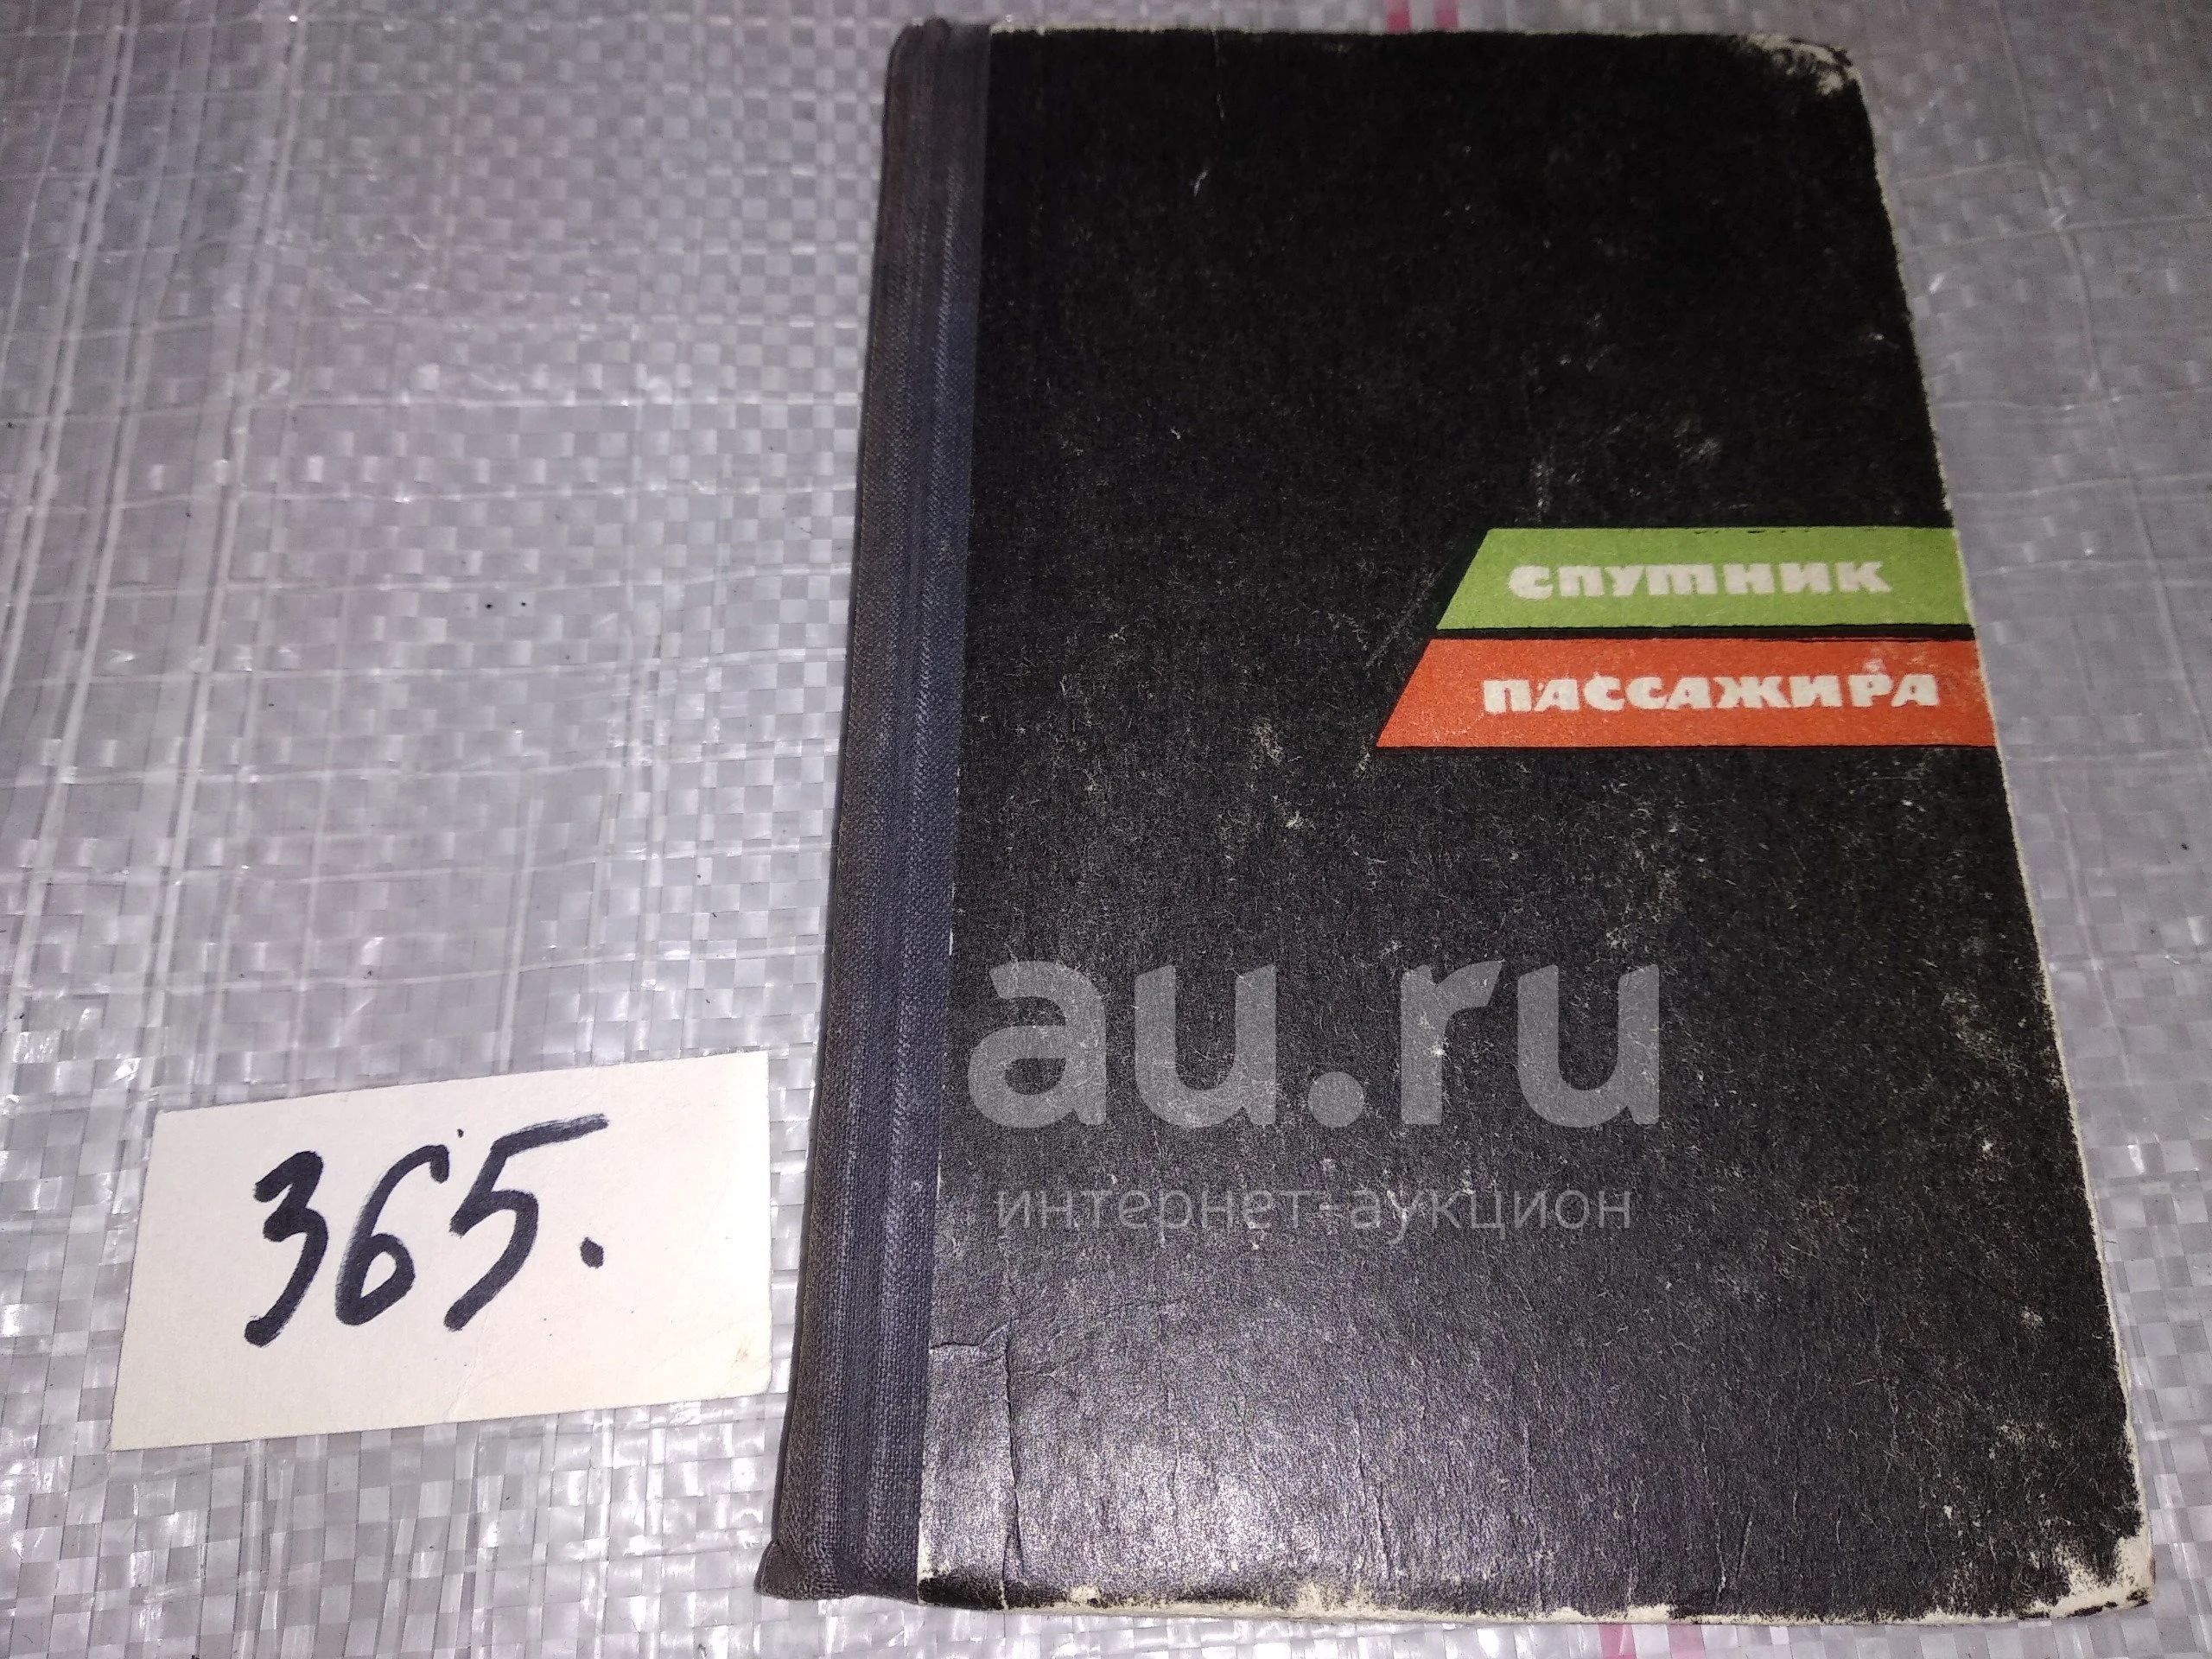 СПУТНИК
ПАССАЖИРА
au.ru
интернет-аукцион
365.